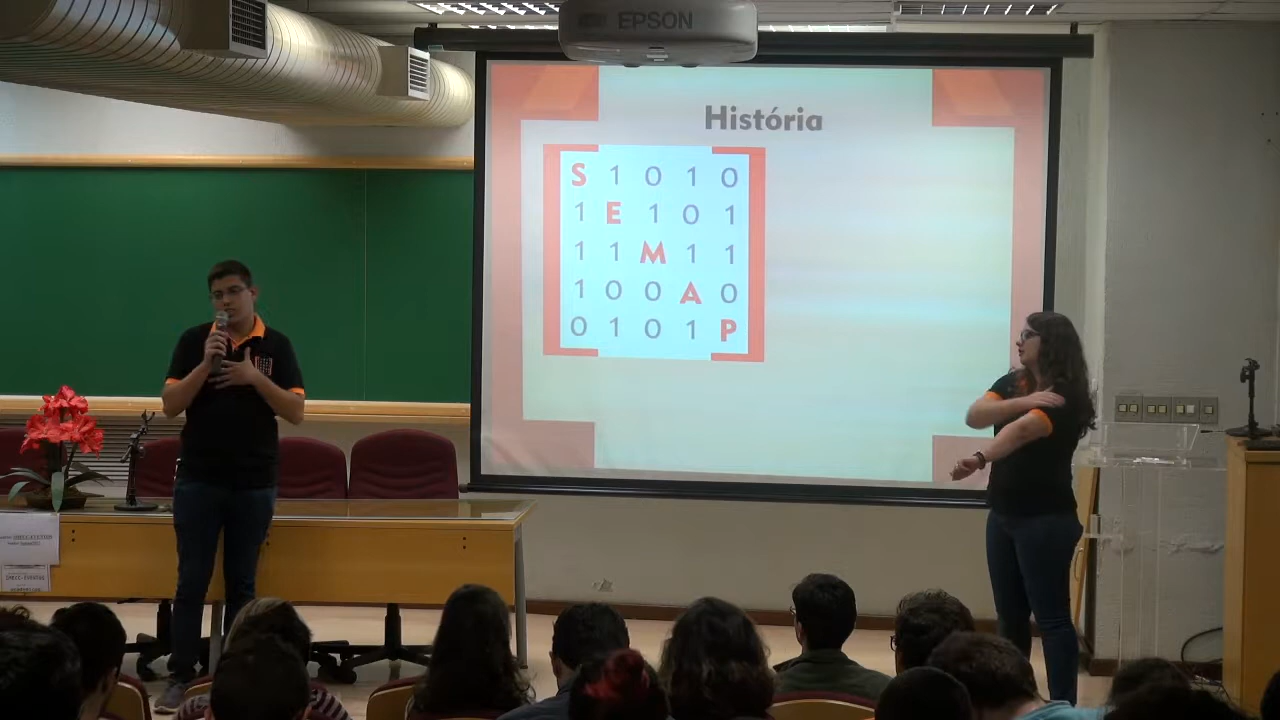 EPSON
História
S 1 0 1 0
1 E 1 0 1
1 1 M 1 1
1 0 0 A 0
0 1 0 1 P